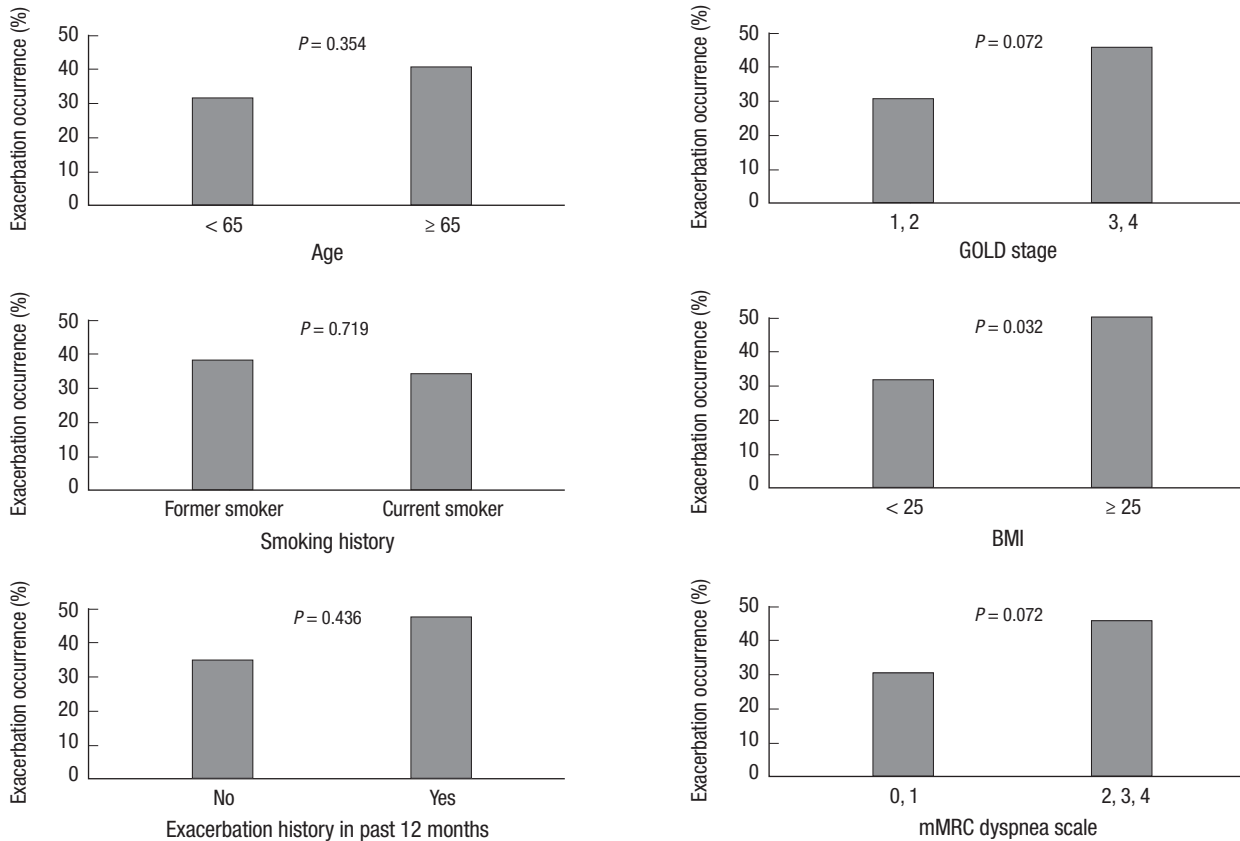 Exacerbation occurrence (%)
50
40
30
20
10
0
P = 0.354
< 65
≥ 65
Age
Exacerbation occurrence (%)
50
40
30
20
10
0
P = 0.072
1, 2
3, 4
GOLD stage
Exacerbation occurrence (%)
50
40
30
20
10
0
P = 0.719
Former smoker
Current smoker
Smoking history
Exacerbation occurrence (%)
50
40
30
20
10
0
P = 0.032
< 25
≥ 25
BMI
Exacerbation occurrence (%)
50
40
30
20
10
0
P = 0.436
No
Yes
Exacerbation history in past 12 months
Exacerbation occurrence (%)
50
40
30
20
10
0
P = 0.072
0, 1
2, 3, 4
mMRC dyspnea scale